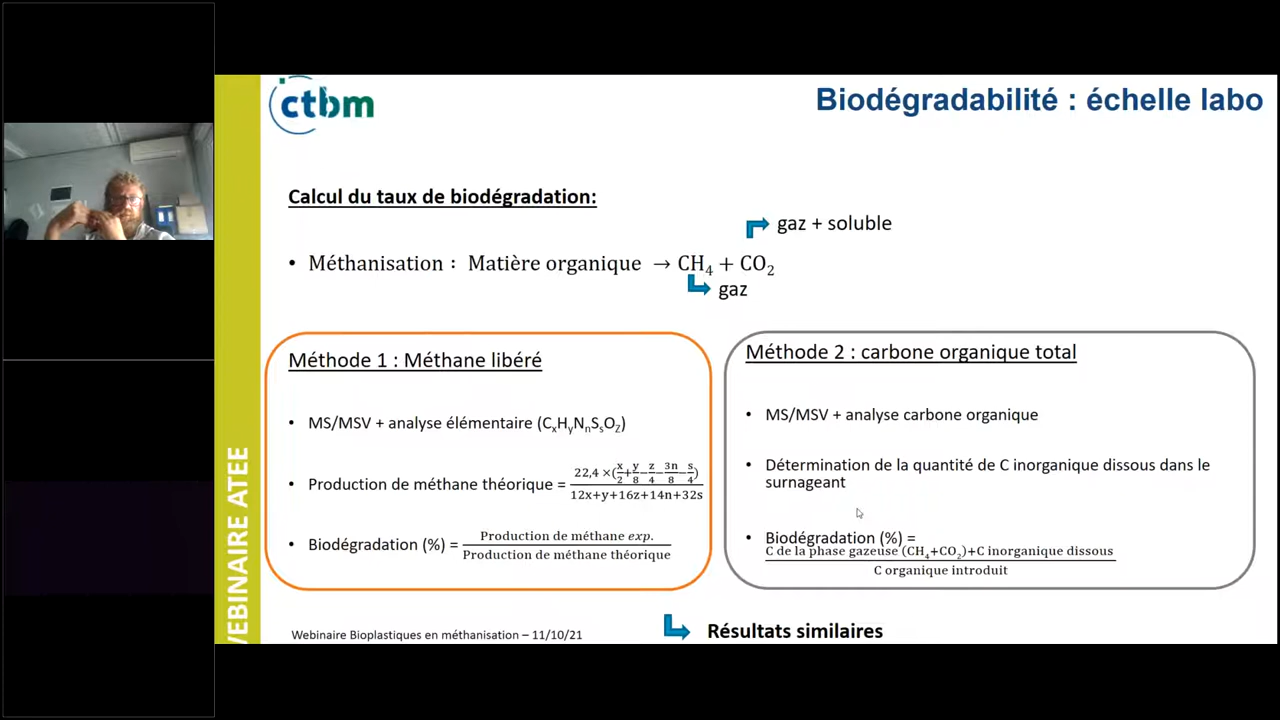 ctbm
Biodégradabilité : échelle labo
Calcul du taux de biodégradation:
gaz + soluble
• Méthanisation : Matière organique → CH₄ + CO₂
gaz
Méthode 1 : Méthane libéré
• MS/MSV + analyse élémentaire (CₓHᵧNₙSₛO_Z)
• Production de méthane théorique = 22,4 ×(x/2+y/8−z/4−3n/8−s/4) / 12x+y+16z+14n+32s
• Biodégradation (%) = Production de méthane exp. / Production de méthane théorique
Méthode 2 : carbone organique total
• MS/MSV + analyse carbone organique
• Détermination de la quantité de C inorganique dissous dans le
surnageant
• Biodégradation (%) =
C de la phase gazeuse (CH₄+CO₂)+C inorganique dissous
C organique introduit
WEBINAIRE ATEE
Webinaire Bioplastiques en méthanisation – 11/10/21
Résultats similaires